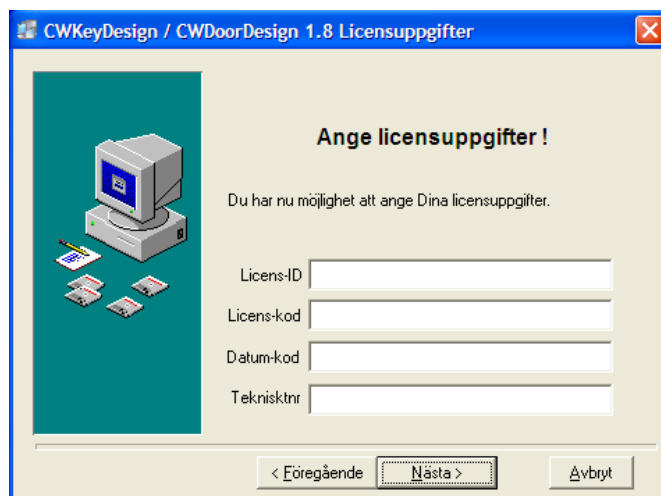 CWKeyDesign / CWDoorDesign 1.8 Licensuppgifter
Ange licensuppgifter !
Du har nu möjlighet att ange Dina licensuppgifter.
Licens-ID
Licens-kod
Datum-kod
Teknisktnr
< Föregående Nästa > Avbryt